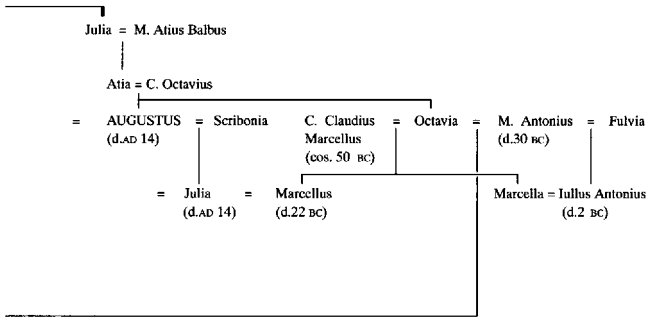 Julia = M. Atius Balbus
Atia = C. Octavius
= AUGUSTUS = Scribonia C. Claudius = Octavia = M. Antonius = Fulvia
(d.AD 14) Marcellus (d.30 BC)
(cos. 50 BC)
= Julia = Marcellus Marcella = Iullus Antonius
(d.AD 14) (d.22 BC) (d.2 BC)